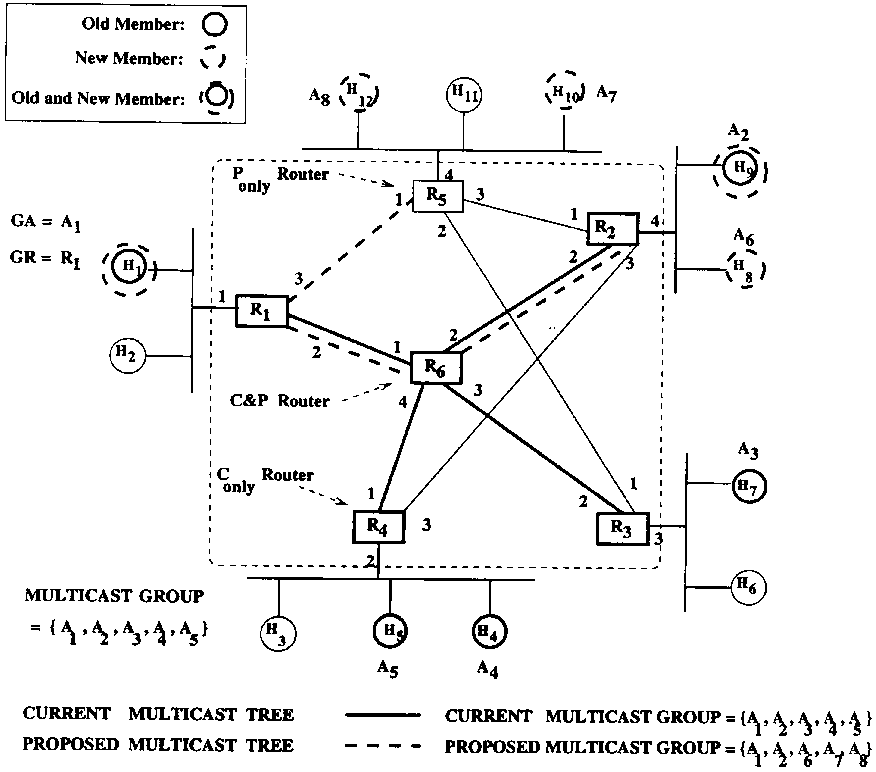 Old Member:
New Member:
Old and New Member:
A8 H12 H11 H10 A7
A2
H9
P only Router
4
R5
1 3
2
1 R2 4
2 3
A6
H8
GA = A1
GR = R1
H1
3
1 R1
2
H2
2
1
R6
4 3
C&P Router
C only Router
1
R4 3
2
1
2
R3 3
A3
H7
H6
MULTICAST GROUP
= { A1 , A2 , A3 , A4 , A5 }
H3 H5 H4
A5 A4
CURRENT MULTICAST TREE CURRENT MULTICAST GROUP = {A1 , A2 , A3 , A4 , A5}
PROPOSED MULTICAST TREE PROPOSED MULTICAST GROUP = {A1 , A2 , A6 , A7 , A8}